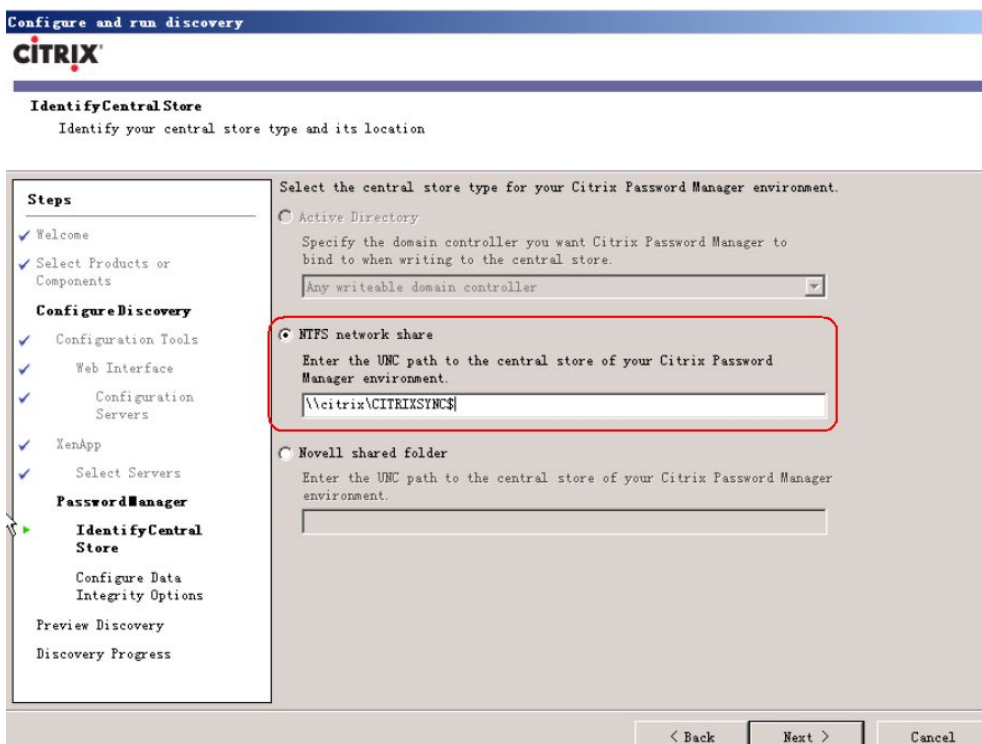 Configure and run discovery
CITRIX
IdentifyCentralStore
Identify your central store type and its location
Steps
Welcome
Select Products or
Components
ConfigureDiscovery
Configuration Tools
Web Interface
Configuration
Servers
XenApp
Select Servers
PasswordManager
IdentifyCentral
Store
Configure Data
Integrity Options
Preview Discovery
Discovery Progress
Select the central store type for your Citrix Password Manager environment.
Active Directory
Specify the domain controller you want Citrix Password Manager to
bind to when writing to the central store.
Any writeable domain controller
NTFS network share
Enter the UNC path to the central store of your Citrix Password
Manager environment.
\\citrix\CITRIXSYNC$
Novell shared folder
Enter the UNC path to the central store of your Citrix Password Manager
environment.
< Back
Next >
Cancel